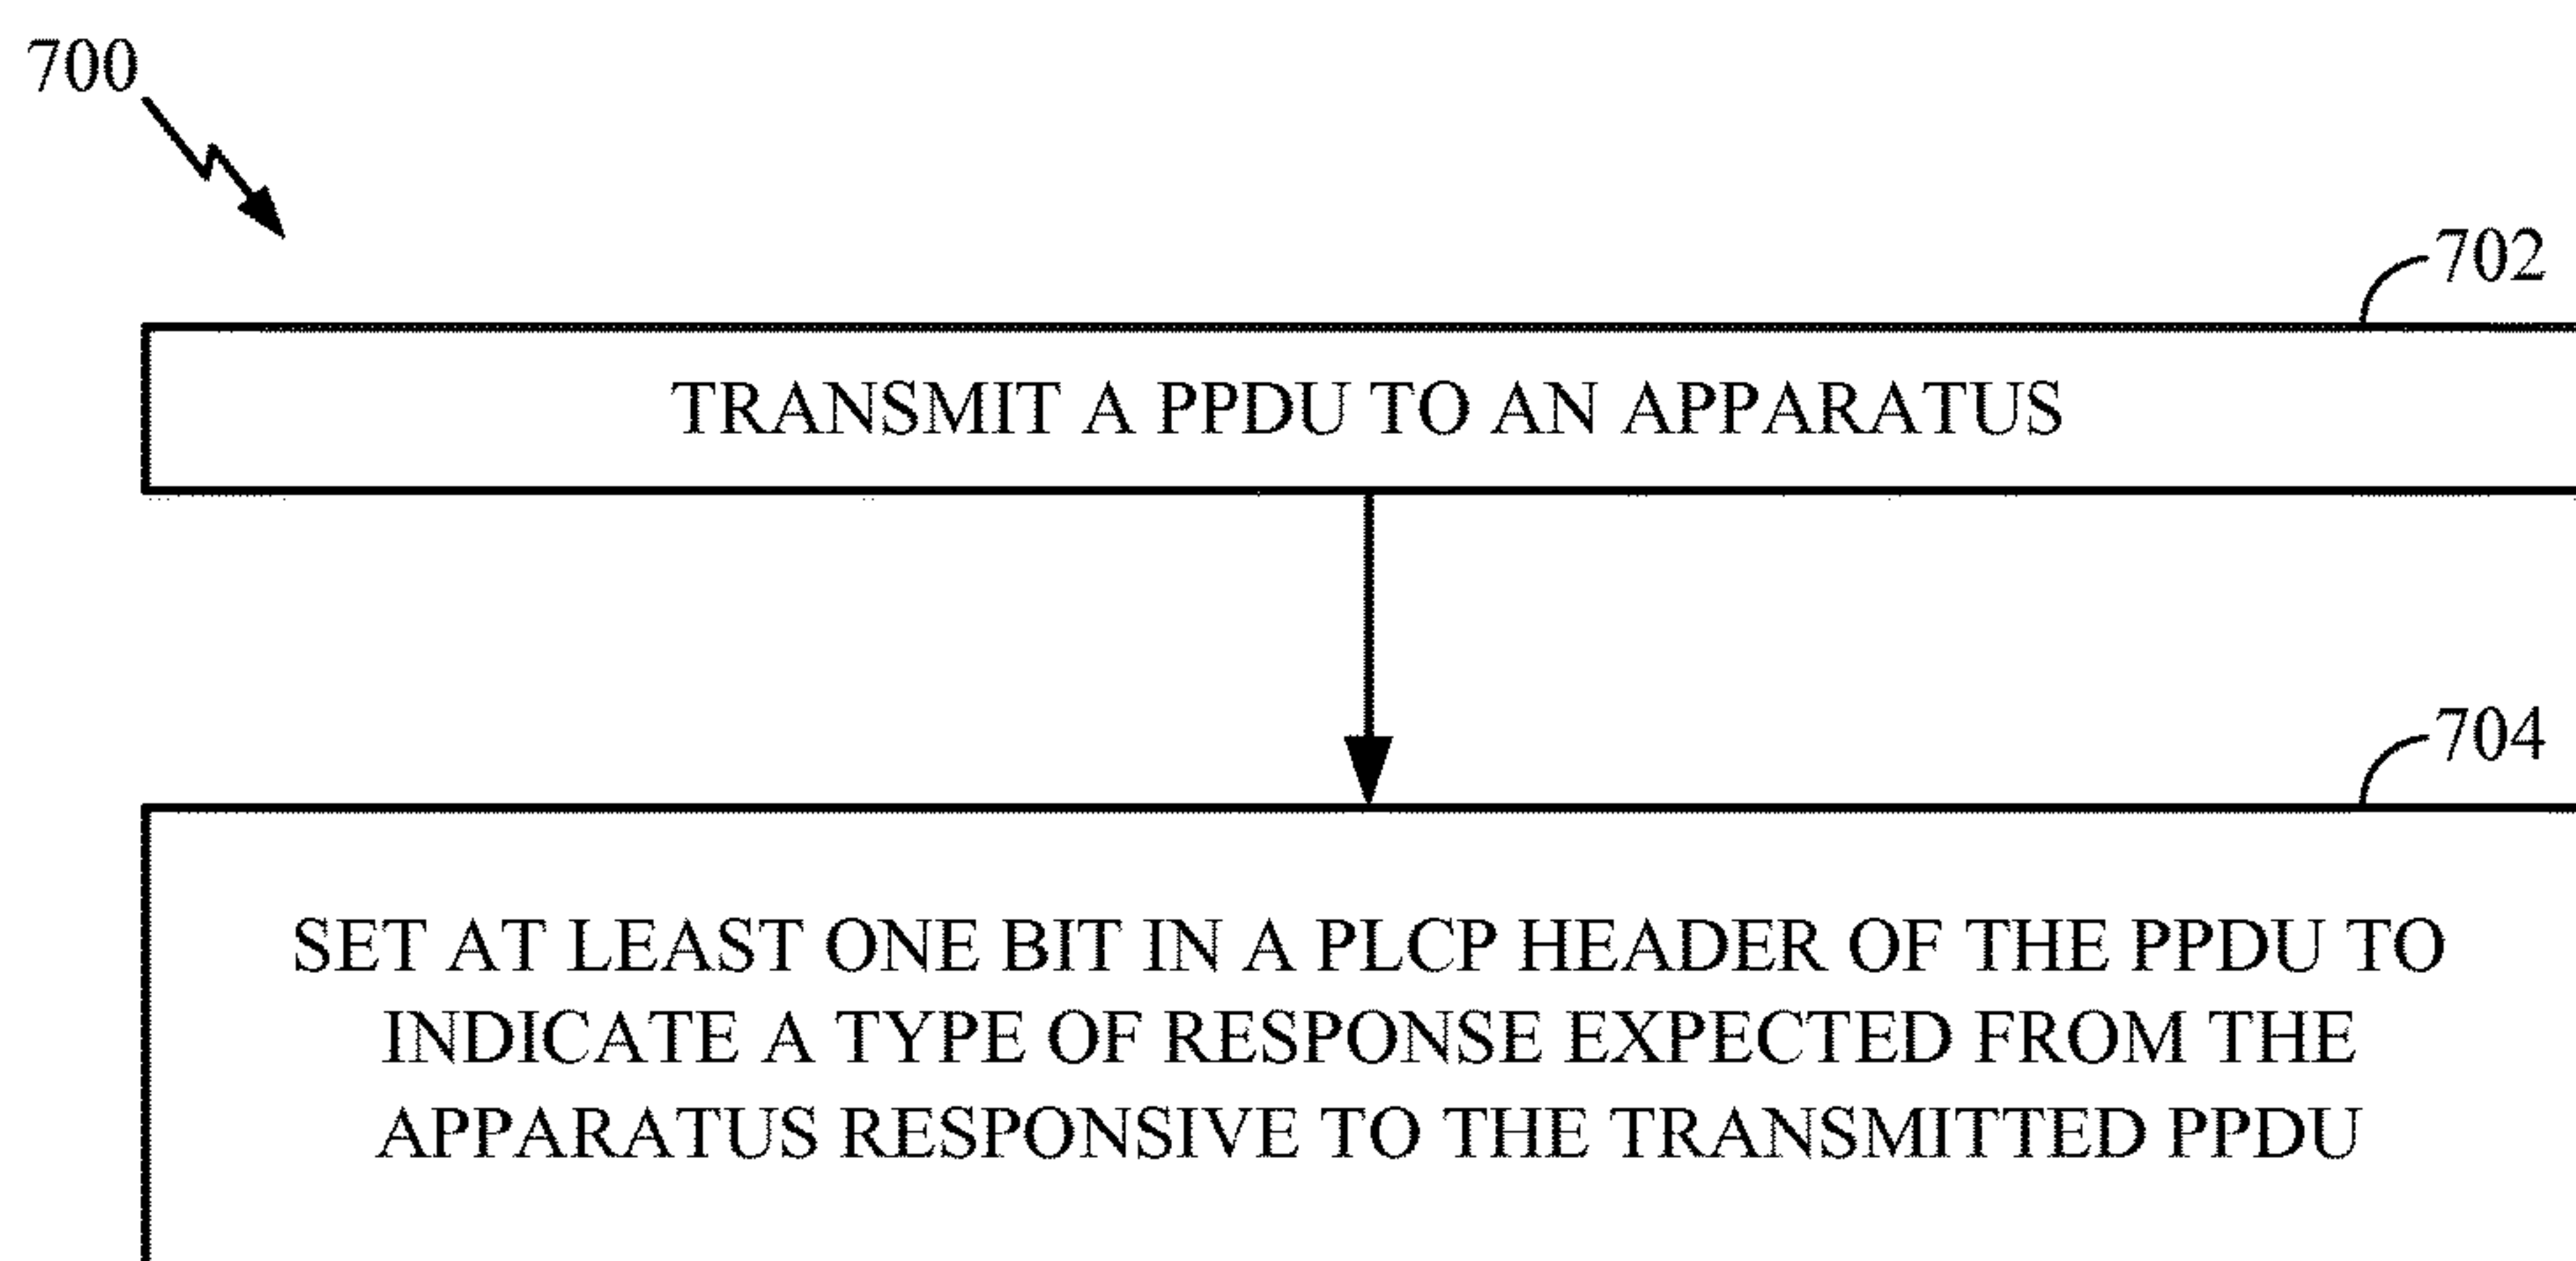 700
702
TRANSMIT A PPDU TO AN APPARATUS
704
SET AT LEAST ONE BIT IN A PLCP HEADER OF THE PPDU TO
INDICATE A TYPE OF RESPONSE EXPECTED FROM THE
APPARATUS RESPONSIVE TO THE TRANSMITTED PPDU